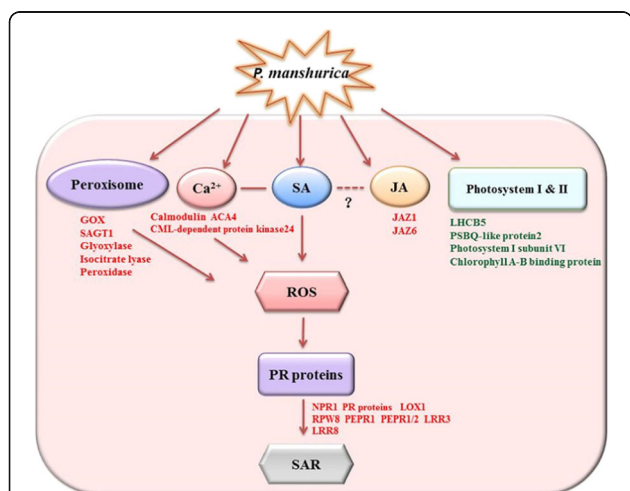 P. manshurica
Peroxisome
Ca²⁺
SA
JA
Photosystem I & II
?
GOX
SAGT1
Glyoxylase
Isocitrate lyase
Peroxidase
Calmodulin ACA4
CML-dependent protein kinase24
JAZ1
JAZ6
LHCB5
PSBQ-like protein2
Photosystem I subunit VI
Chlorophyll A-B binding protein
ROS
PR proteins
NPR1 PR proteins LOX1
RPW8 PEPR1 PEPR1/2 LRR3
LRR8
SAR